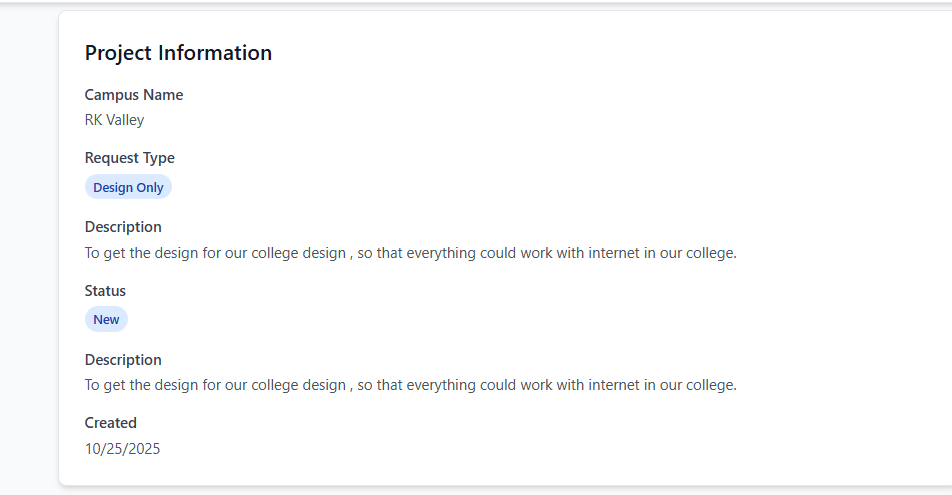 Project Information
Campus Name
RK Valley
Request Type
Design Only
Description
To get the design for our college design , so that everything could work with internet in our college.
Status
New
Description
To get the design for our college design , so that everything could work with internet in our college.
Created
10/25/2025